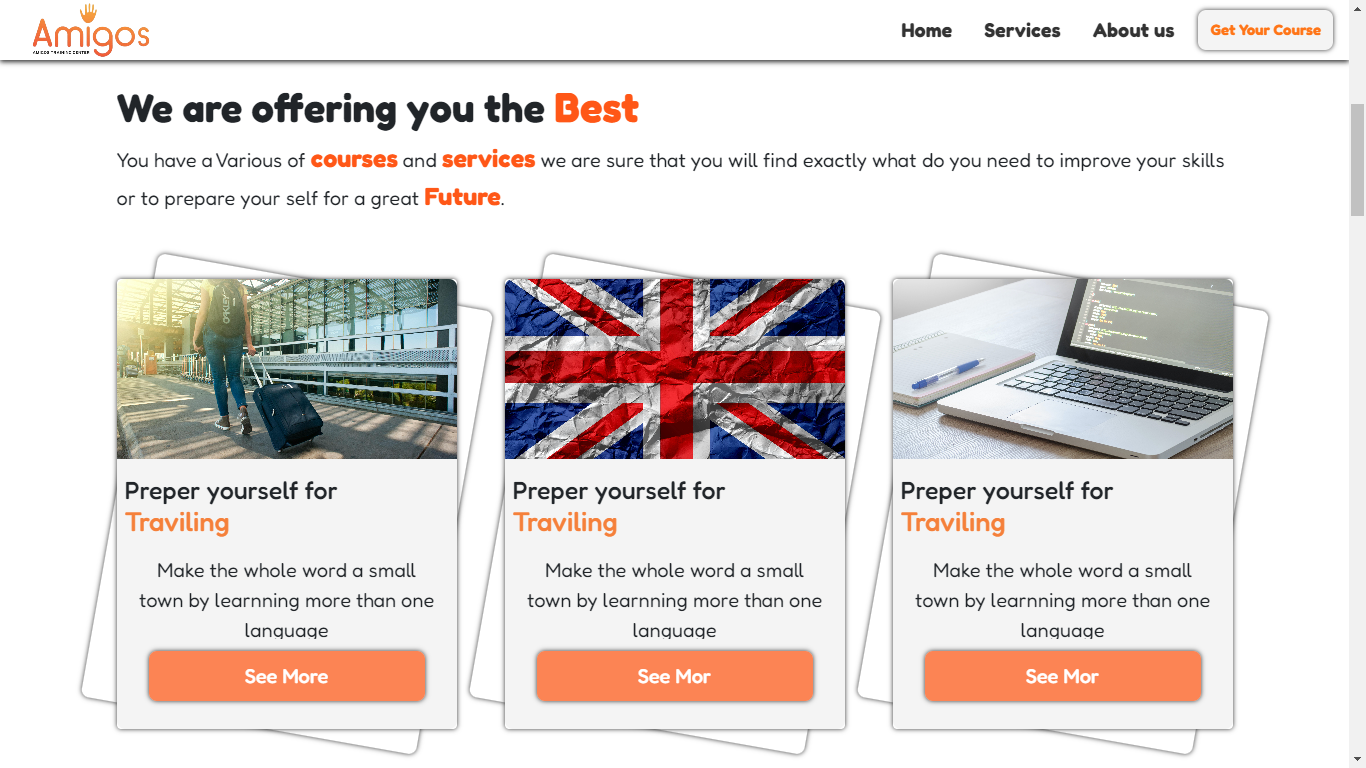 Amigos
AMIGOS TRAINING CENTER
Home Services About us Get Your Course
We are offering you the Best
You have a Various of courses and services we are sure that you will find exactly what do you need to improve your skills
or to prepare your self for a great Future.
Preper yourself for
Traviling
Make the whole word a small
town by learnning more than one
language
See More
Preper yourself for
Traviling
Make the whole word a small
town by learnning more than one
language
See Mor
Preper yourself for
Traviling
Make the whole word a small
town by learnning more than one
language
See Mor